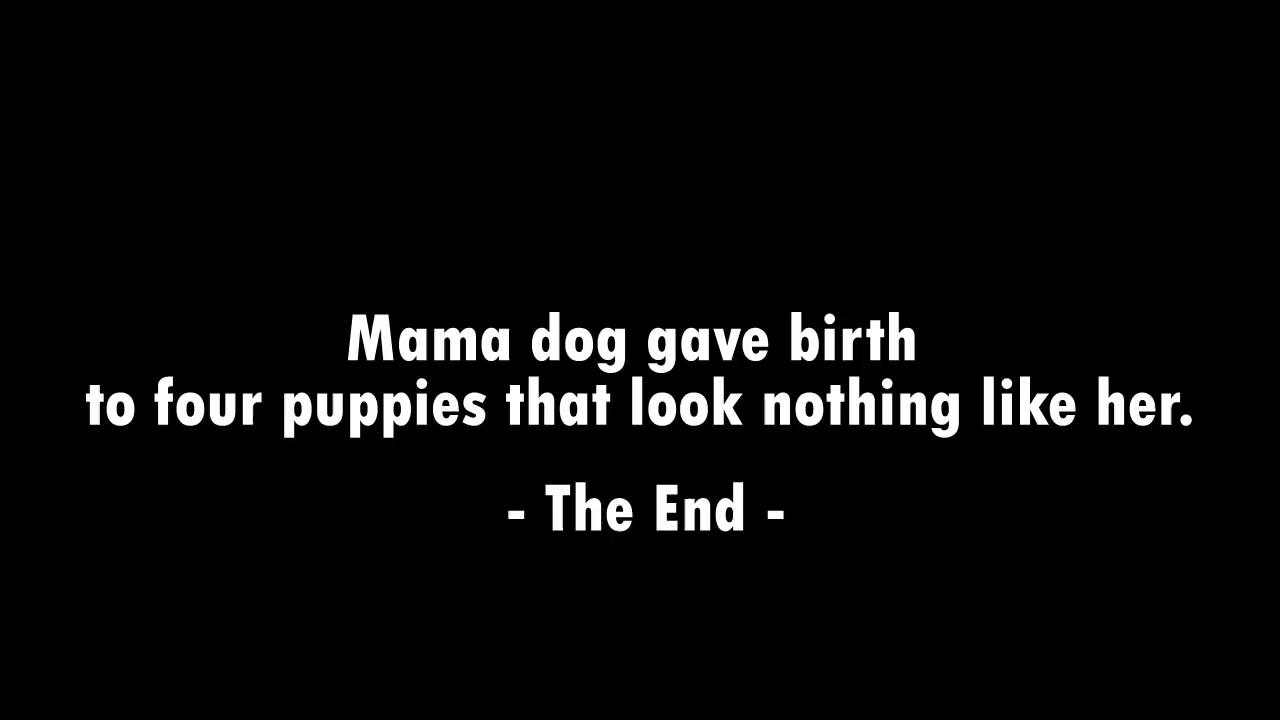 Mama dog gave birth
to four puppies that look nothing like her.
- The End -